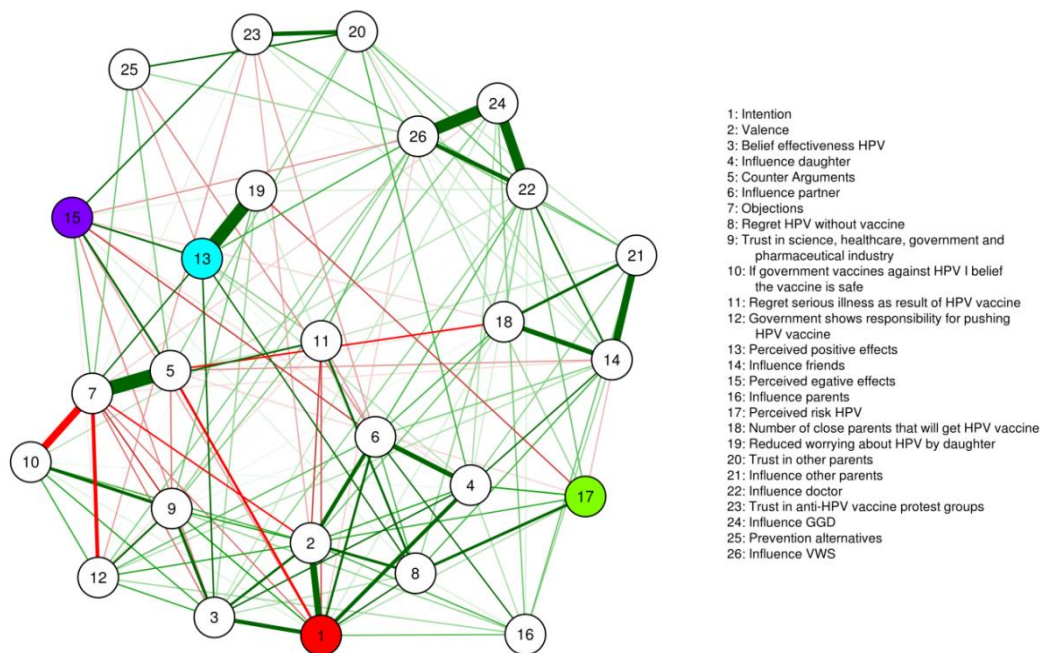 23
20
25
24
26
19
22
15
13
21
11
18
14
5
7
6
10
4
17
9
2
8
12
3
1
16
1: Intention
2: Valence
3: Belief effectiveness HPV
4: Influence daughter
5: Counter Arguments
6: Influence partner
7: Objections
8: Regret HPV without vaccine
9: Trust in science, healthcare, government and
pharmaceutical industry
10: If government vaccines against HPV I belief
the vaccine is safe
11: Regret serious illness as result of HPV vaccine
12: Government shows responsibility for pushing
HPV vaccine
13: Perceived positive effects
14: Influence friends
15: Perceived egative effects
16: Influence parents
17: Perceived risk HPV
18: Number of close parents that will get HPV vaccine
19: Reduced worrying about HPV by daughter
20: Trust in other parents
21: Influence other parents
22: Influence doctor
23: Trust in anti-HPV vaccine protest groups
24: Influence GGD
25: Prevention alternatives
26: Influence VWS